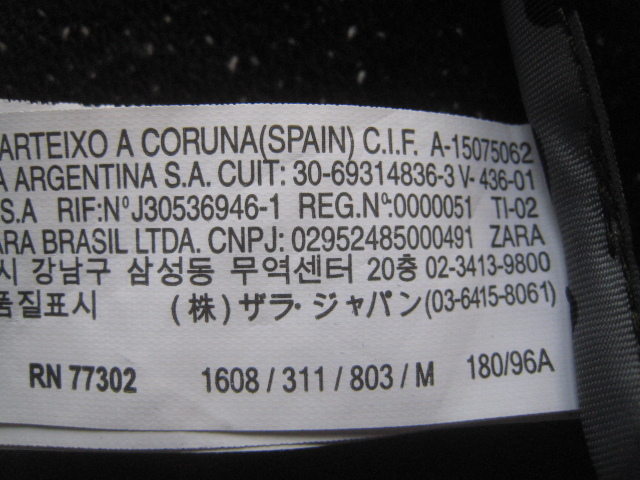 ARTEIXO A CORUNA(SPAIN) C.I.F. A-15075062
A ARGENTINA S.A. CUIT: 30-69314836-3 V-436-01
S.A RIF:NºJ30536946-1 REG.Nº:0000051 TI-02
ARA BRASIL LTDA. CNPJ: 02952485000491 ZARA
시 강남구 삼성동 무역센터 20층 02-3413-9800
품질표시 (株) ザラ・ジャパン(03-6415-8061)
RN 77302 1608 / 311 / 803 / M 180/96A